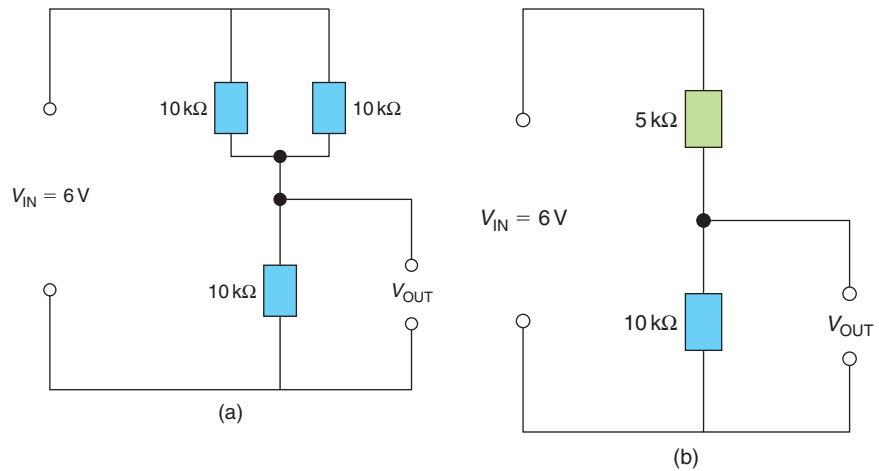 10 kΩ
10 kΩ
V_IN = 6 V
10 kΩ
V_OUT
(a)
5 kΩ
V_IN = 6 V
10 kΩ
V_OUT
(b)